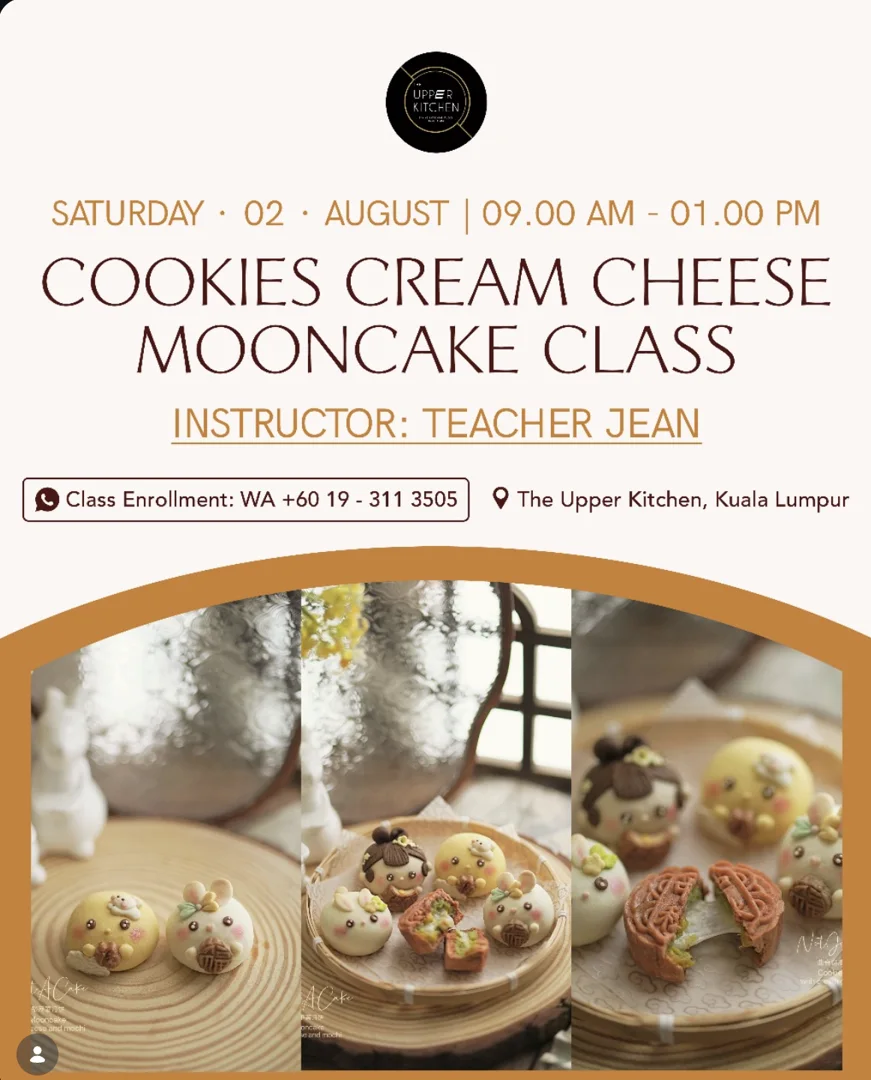 UPPER
KITCHEN
SATURDAY · 02 · AUGUST | 09.00 AM - 01.00 PM
COOKIES CREAM CHEESE
MOONCAKE CLASS
INSTRUCTOR: TEACHER JEAN
Class Enrollment: WA +60 19 - 311 3505
The Upper Kitchen, Kuala Lumpur